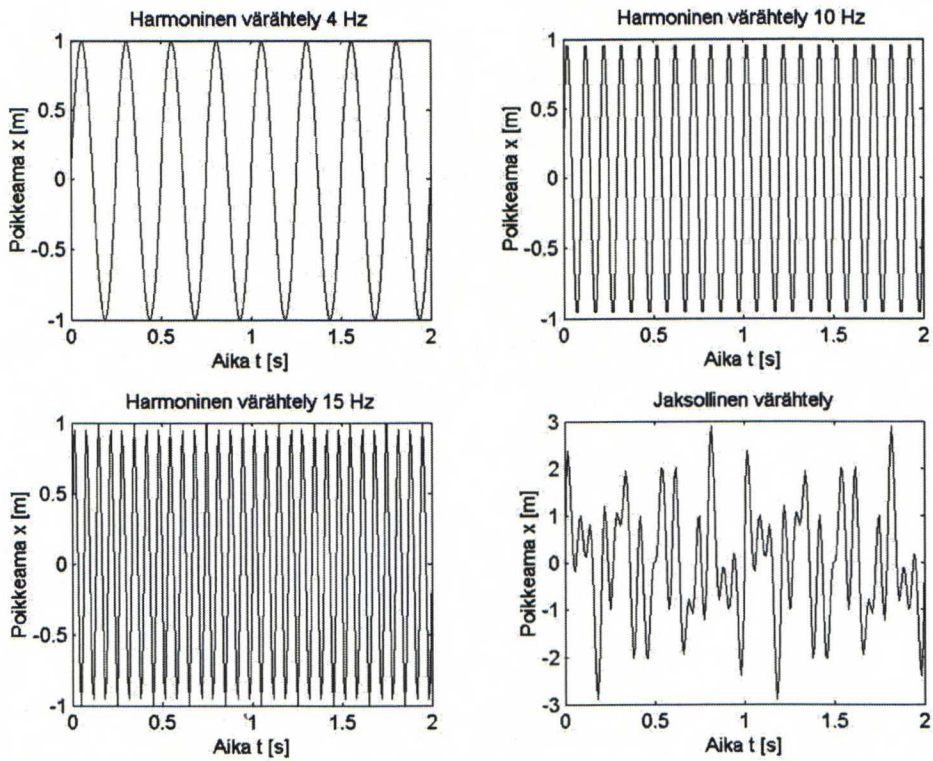 Harmoninen värähtely 4 Hz
1
0.5
0
-0.5
-1
Poikkeama x [m]
0 0.5 1 1.5 2
Aika t [s]
Harmoninen värähtely 10 Hz
1
0.5
0
-0.5
-1
Poikkeama x [m]
0 0.5 1 1.5 2
Aika t [s]
Harmoninen värähtely 15 Hz
1
0.5
0
-0.5
-1
Poikkeama x [m]
0 0.5 1 1.5 2
Aika t [s]
Jaksollinen värähtely
3
2
1
0
-1
-2
-3
Poikkeama x [m]
0 0.5 1 1.5 2
Aika t [s]